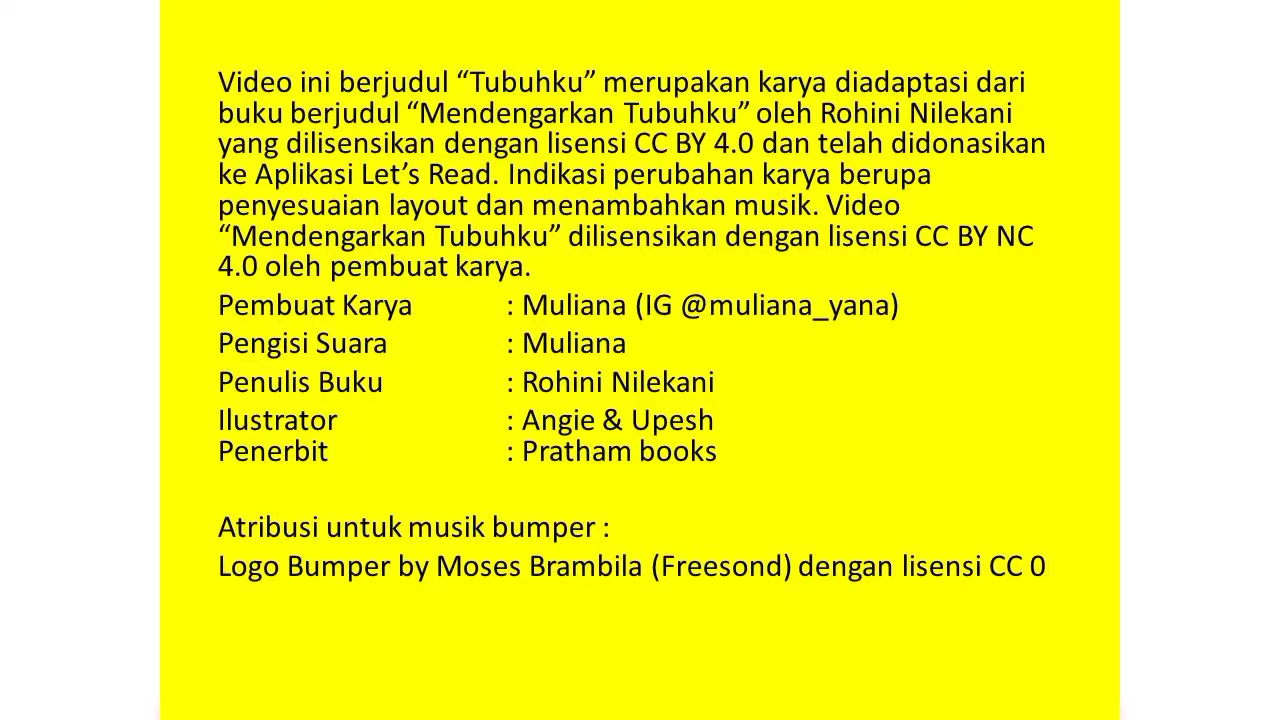 Video ini berjudul “Tubuhku” merupakan karya diadaptasi dari
buku berjudul “Mendengarkan Tubuhku” oleh Rohini Nilekani
yang dilisensikan dengan lisensi CC BY 4.0 dan telah didonasikan
ke Aplikasi Let’s Read. Indikasi perubahan karya berupa
penyesuaian layout dan menambahkan musik. Video
“Mendengarkan Tubuhku” dilisensikan dengan lisensi CC BY NC
4.0 oleh pembuat karya.
Pembuat Karya : Muliana (IG @muliana_yana)
Pengisi Suara : Muliana
Penulis Buku : Rohini Nilekani
Ilustrator : Angie & Upesh
Penerbit : Pratham books
Atribusi untuk musik bumper :
Logo Bumper by Moses Brambila (Freesond) dengan lisensi CC 0